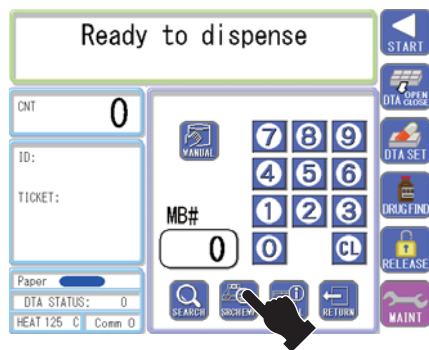 Ready to dispense
START
CNT
0
DTA OPEN
CLOSE
ID:
TICKET:
MANUAL
7 8 9
4 5 6
1 2 3
0 CL
MB#
0
DTA SET
DRUG FIND
RELEASE
MAINT
SEARCH
RETURN
Paper
DTA STATUS: 0
HEAT 125 C Comm 0